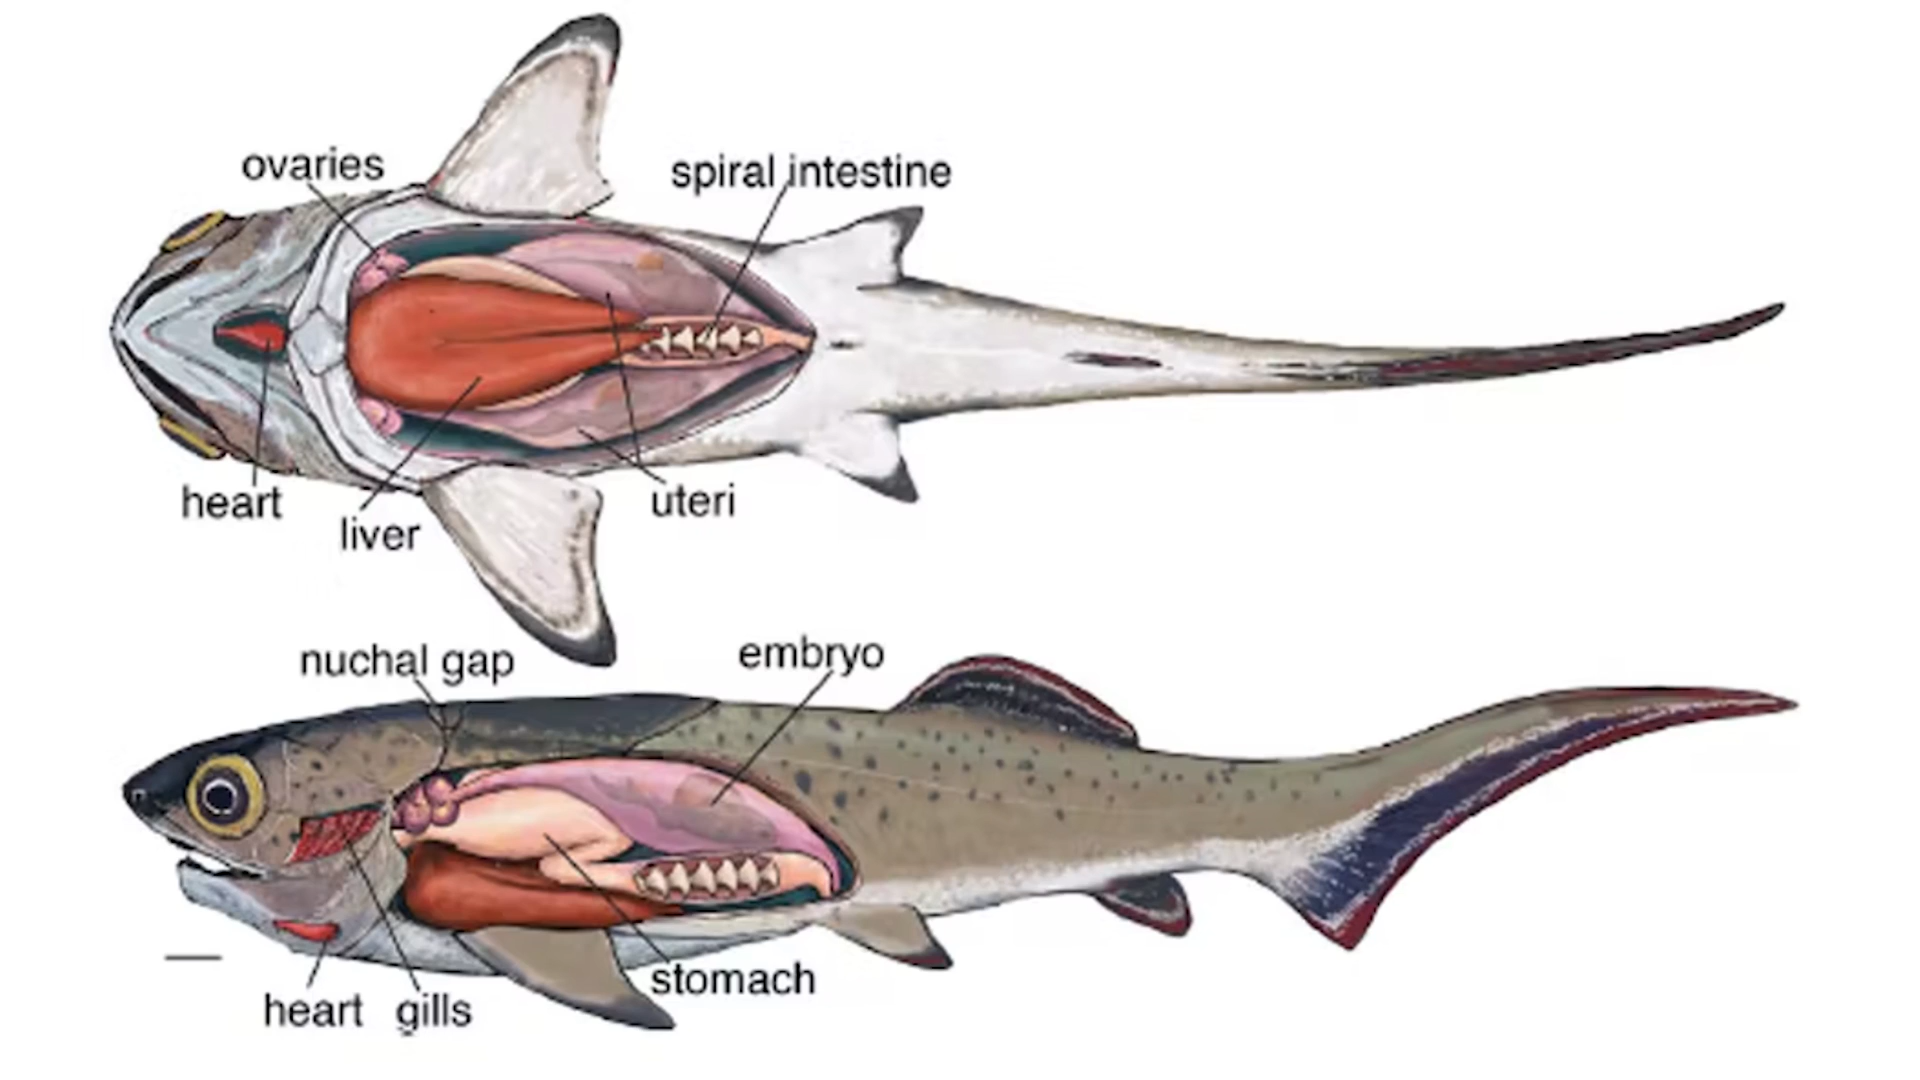 ovaries
spiral intestine
heart
liver
uteri
nuchal gap
embryo
stomach
heart
gills